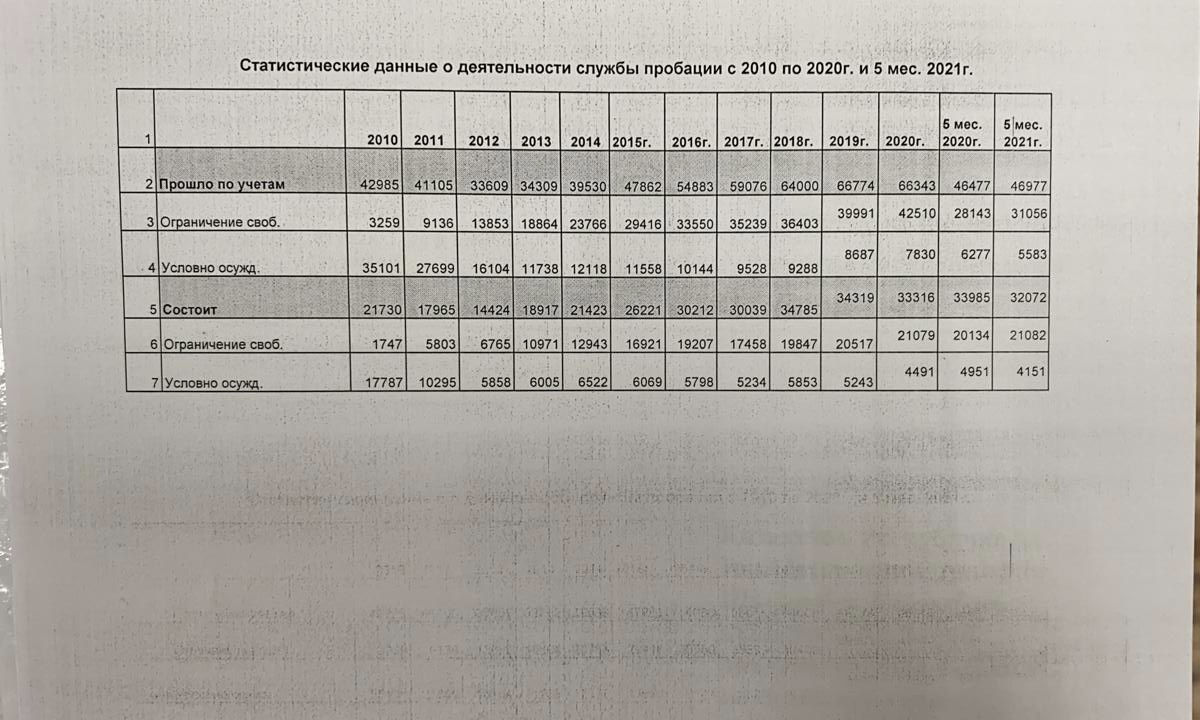 Статистические данные о деятельности службы пробации с 2010 по 2020г. и 5 мес. 2021г.
1 2010 2011 2012 2013 2014 2015г. 2016г. 2017г. 2018г. 2019г. 2020г. 5 мес. 2020г. 5 мес. 2021г.
2 Прошло по учетам 42985 41105 33609 34309 39530 47862 54883 59076 64000 66774 66343 46477 46977
3 Ограничение своб. 3259 9136 13853 18864 23766 29416 33550 35239 36403 39991 42510 28143 31056
4 Условно осужд. 35101 27699 16104 11738 12118 11558 10144 9528 9288 8687 7830 6277 5583
5 Состоит 21730 17965 14424 18917 21423 26221 30212 30039 34785 34319 33316 33985 32072
6 Ограничение своб. 1747 5803 6765 10971 12943 16921 19207 17458 19847 20517 21079 20134 21082
7 Условно осужд. 17787 10295 5858 6005 6522 6069 5798 5234 5853 5243 4491 4951 4151